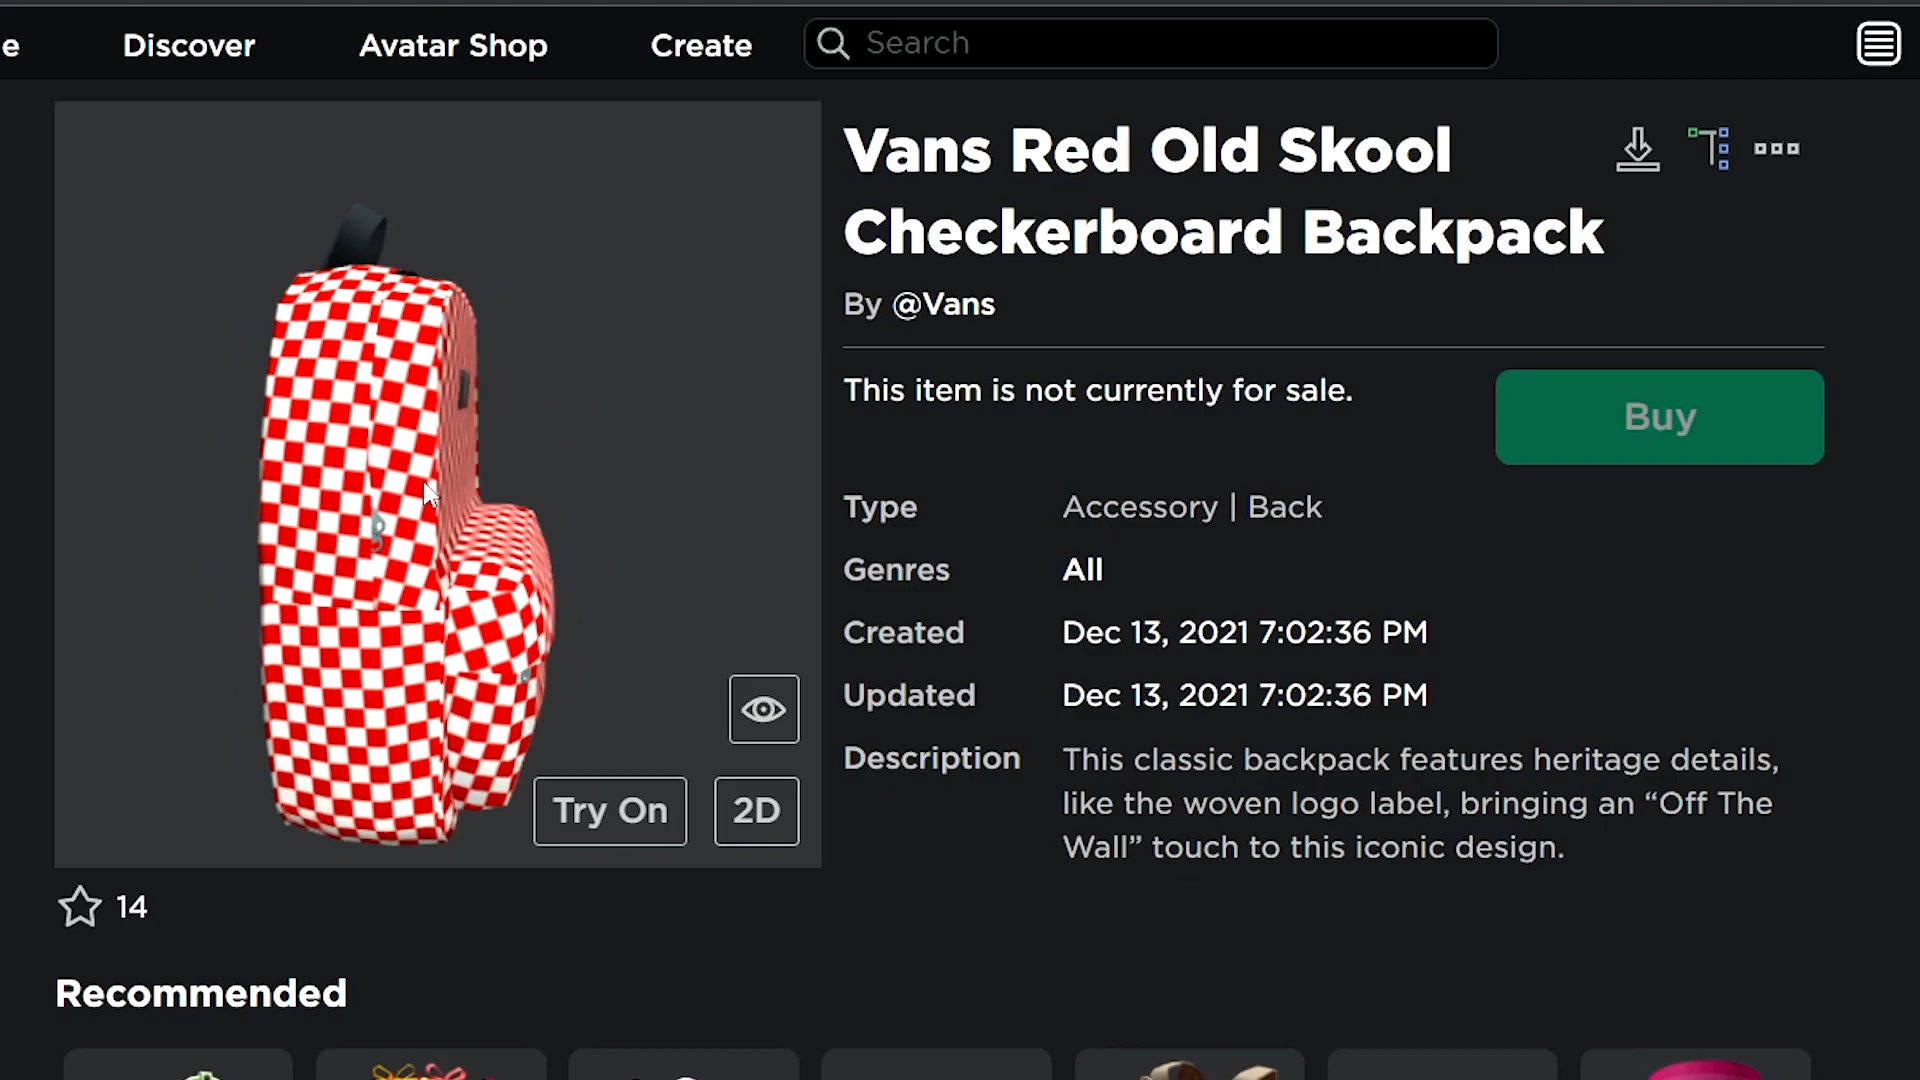 e Discover Avatar Shop Create Search
Vans Red Old Skool
Checkerboard Backpack
By @Vans
This item is not currently for sale.
Buy
Type Accessory | Back
Genres All
Created Dec 13, 2021 7:02:36 PM
Updated Dec 13, 2021 7:02:36 PM
Description This classic backpack features heritage details,
like the woven logo label, bringing an “Off The
Wall” touch to this iconic design.
Try On 2D
14
Recommended